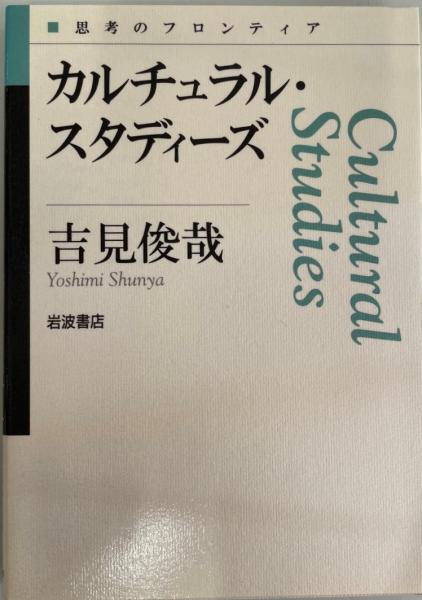 ■ 思考のフロンティア
カルチュラル・
スタディーズ
Cultural
Studies
吉見俊哉
Yoshimi Shunya
岩波書店